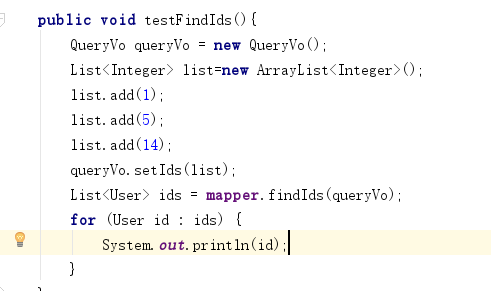 public void testFindIds(){
QueryVo queryVo = new QueryVo();
List<Integer> list=new ArrayList<Integer>();
list.add(1);
list.add(5);
list.add(14);
queryVo.setIds(list);
List<User> ids = mapper.findIds(queryVo);
for (User id : ids) {
System.out.println(id);
}